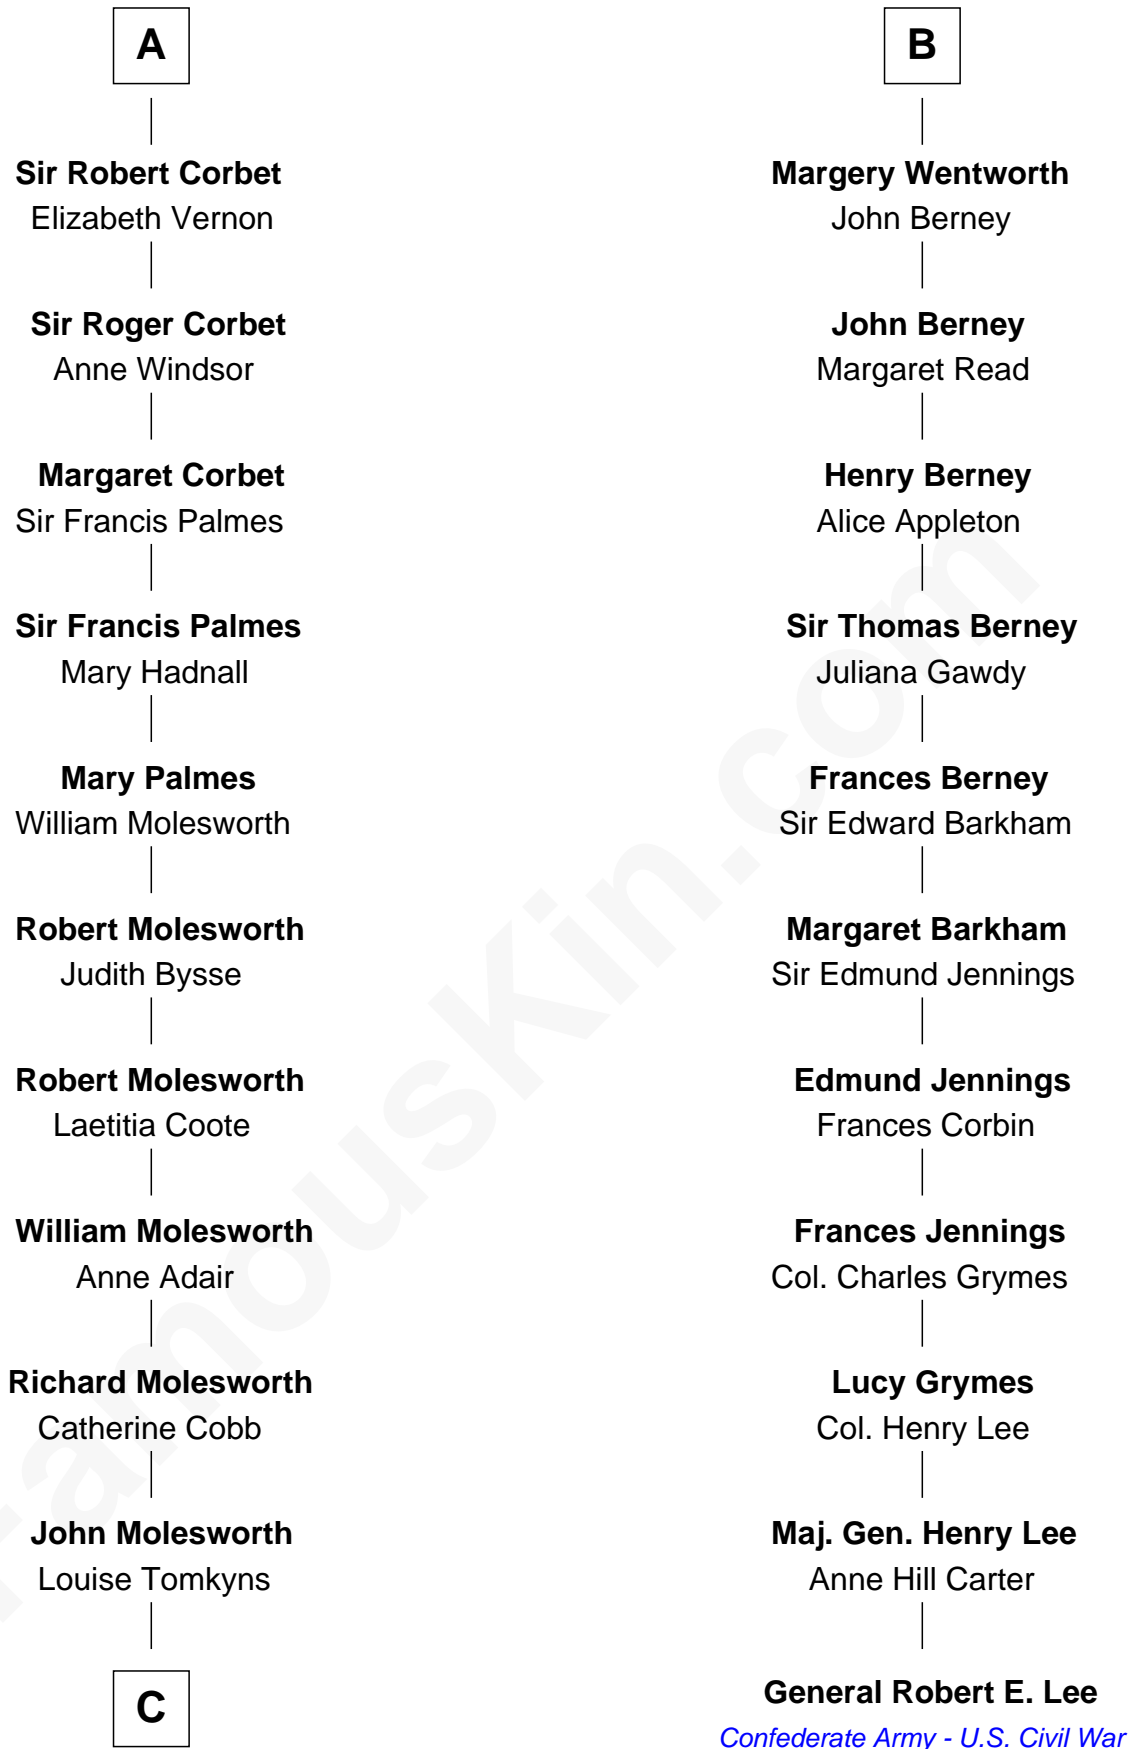 A
Sir Robert Corbet
Elizabeth Vernon
Sir Roger Corbet
Anne Windsor
Margaret Corbet
Sir Francis Palmes
Sir Francis Palmes
Mary Hadnall
Mary Palmes
William Molesworth
Robert Molesworth
Judith Bysse
Robert Molesworth
Laetitia Coote
William Molesworth
Anne Adair
Richard Molesworth
Catherine Cobb
John Molesworth
Louise Tomkyns
C
B
Margery Wentworth
John Berney
John Berney
Margaret Read
Henry Berney
Alice Appleton
Sir Thomas Berney
Juliana Gawdy
Frances Berney
Sir Edward Barkham
Margaret Barkham
Sir Edmund Jennings
Edmund Jennings
Frances Corbin
Frances Jennings
Col. Charles Grymes
Lucy Grymes
Col. Henry Lee
Maj. Gen. Henry Lee
Anne Hill Carter
General Robert E. Lee
Confederate Army - U.S. Civil War
FamousKin.com